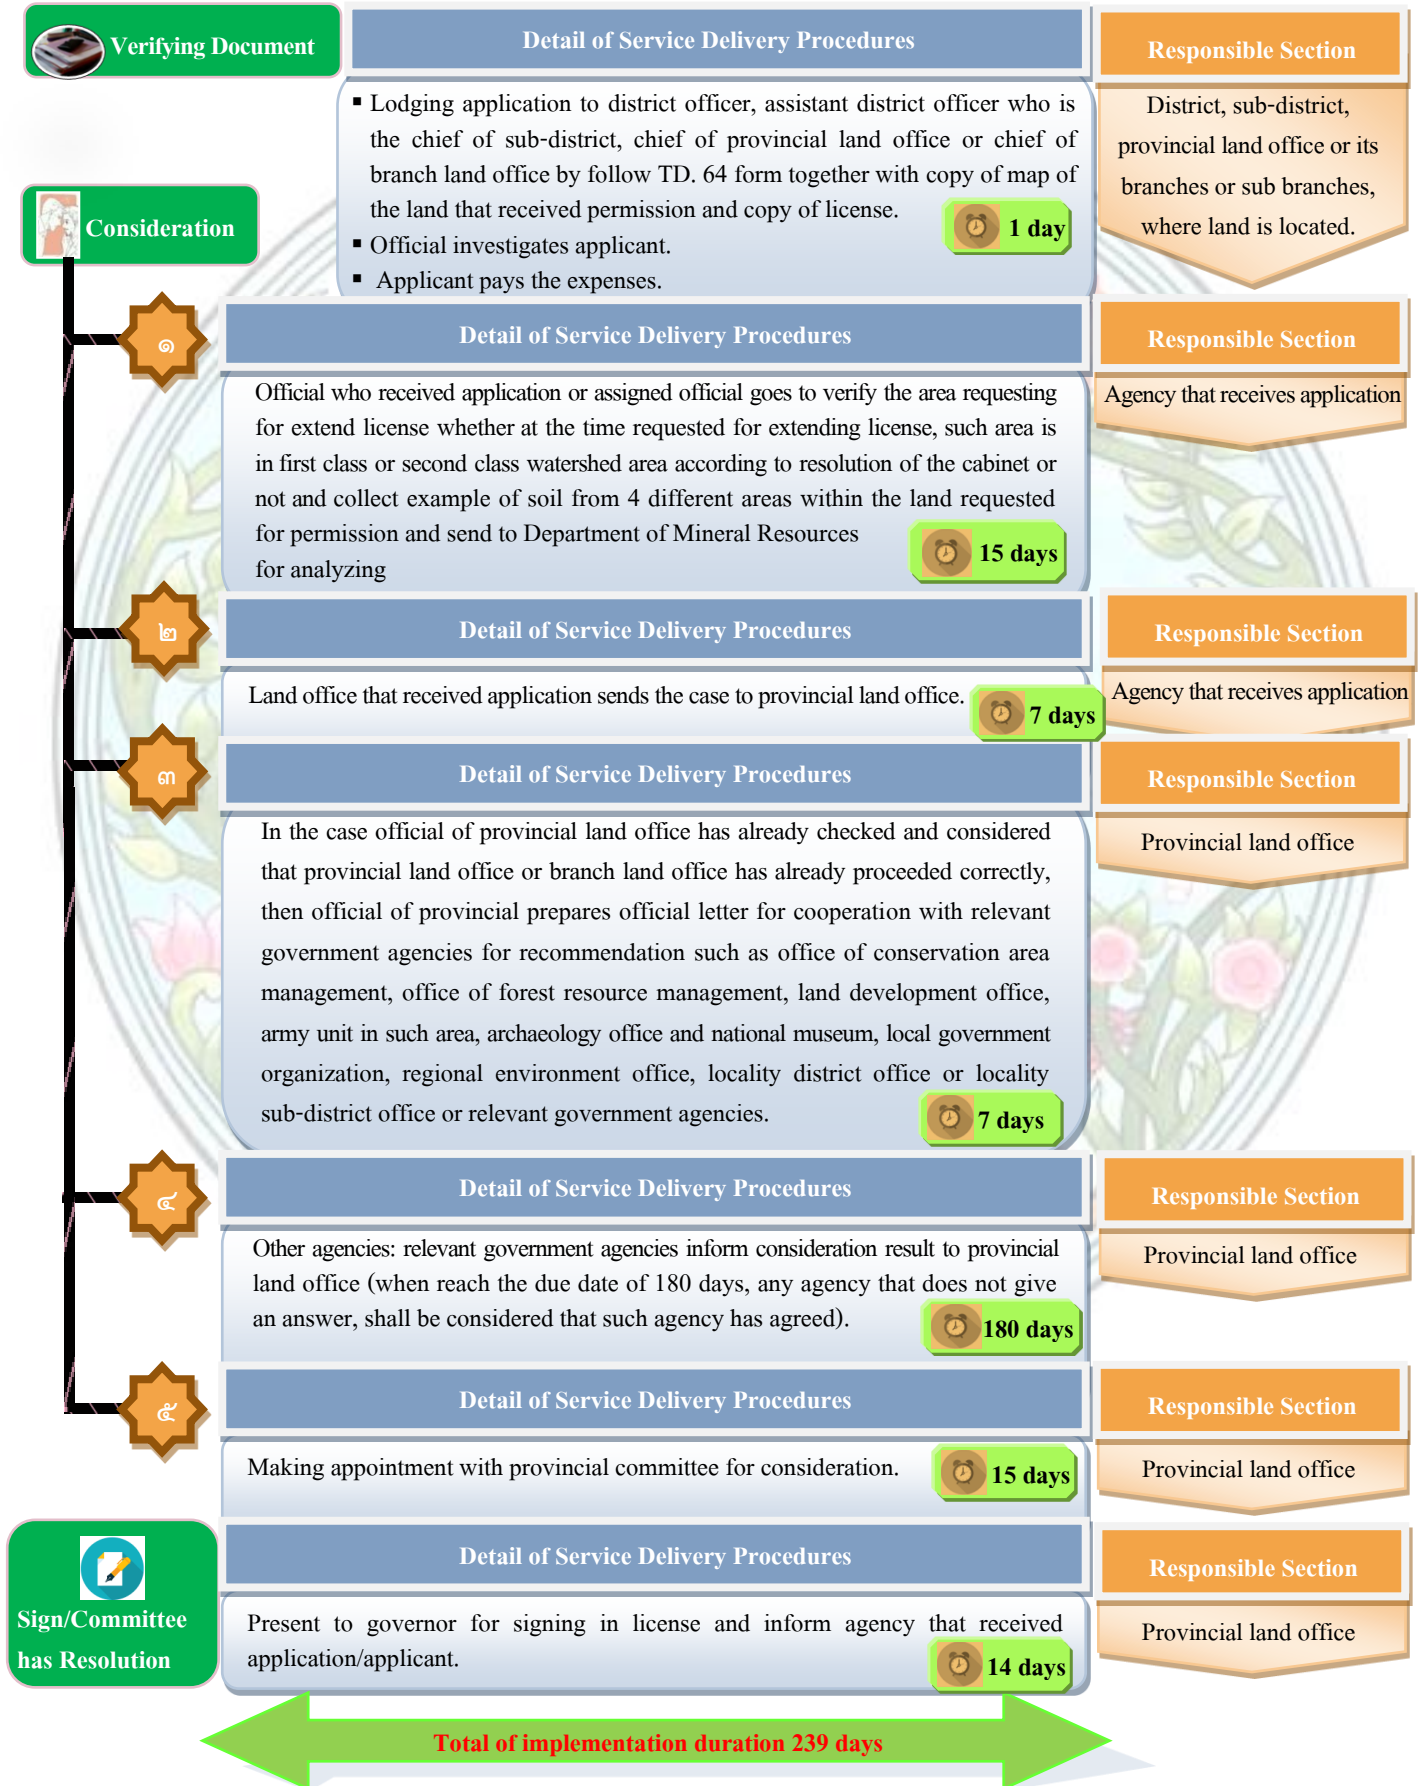 Verifying Document
Detail of Service Delivery Procedures
Responsible Section
▪ Lodging application to district officer, assistant district officer who is
the chief of sub-district, chief of provincial land office or chief of
branch land office by follow TD. 64 form together with copy of map of
the land that received permission and copy of license.
▪ Official investigates applicant.
▪ Applicant pays the expenses.
1 day
District, sub-district,
provincial land office or its
branches or sub branches,
where land is located.
Consideration
๑
Detail of Service Delivery Procedures
Responsible Section
Official who received application or assigned official goes to verify the area requesting
for extend license whether at the time requested for extending license, such area is
in first class or second class watershed area according to resolution of the cabinet or
not and collect example of soil from 4 different areas within the land requested
for permission and send to Department of Mineral Resources
for analyzing
15 days
Agency that receives application
๒
Detail of Service Delivery Procedures
Responsible Section
Land office that received application sends the case to provincial land office.
7 days
Agency that receives application
๓
Detail of Service Delivery Procedures
Responsible Section
In the case official of provincial land office has already checked and considered
that provincial land office or branch land office has already proceeded correctly,
then official of provincial prepares official letter for cooperation with relevant
government agencies for recommendation such as office of conservation area
management, office of forest resource management, land development office,
army unit in such area, archaeology office and national museum, local government
organization, regional environment office, locality district office or locality
sub-district office or relevant government agencies.
7 days
Provincial land office
๔
Detail of Service Delivery Procedures
Responsible Section
Other agencies: relevant government agencies inform consideration result to provincial
land office (when reach the due date of 180 days, any agency that does not give
an answer, shall be considered that such agency has agreed).
180 days
Provincial land office
๕
Detail of Service Delivery Procedures
Responsible Section
Making appointment with provincial committee for consideration.
15 days
Provincial land office
Sign/Committee
has Resolution
Detail of Service Delivery Procedures
Responsible Section
Present to governor for signing in license and inform agency that received
application/applicant.
14 days
Provincial land office
Total of implementation duration 239 days